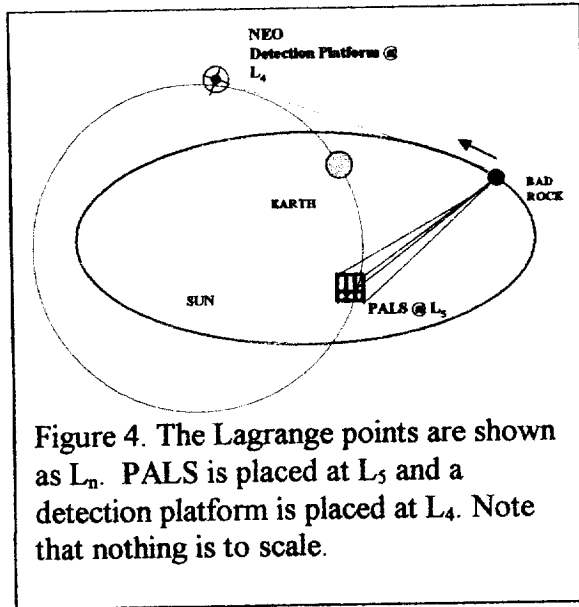 NEO
Detection Platform @
L₄
BAD
ROCK
EARTH
SUN
PALS @ L₅
Figure 4. The Lagrange points are shown
as Lₙ. PALS is placed at L₅ and a
detection platform is placed at L₄. Note
that nothing is to scale.